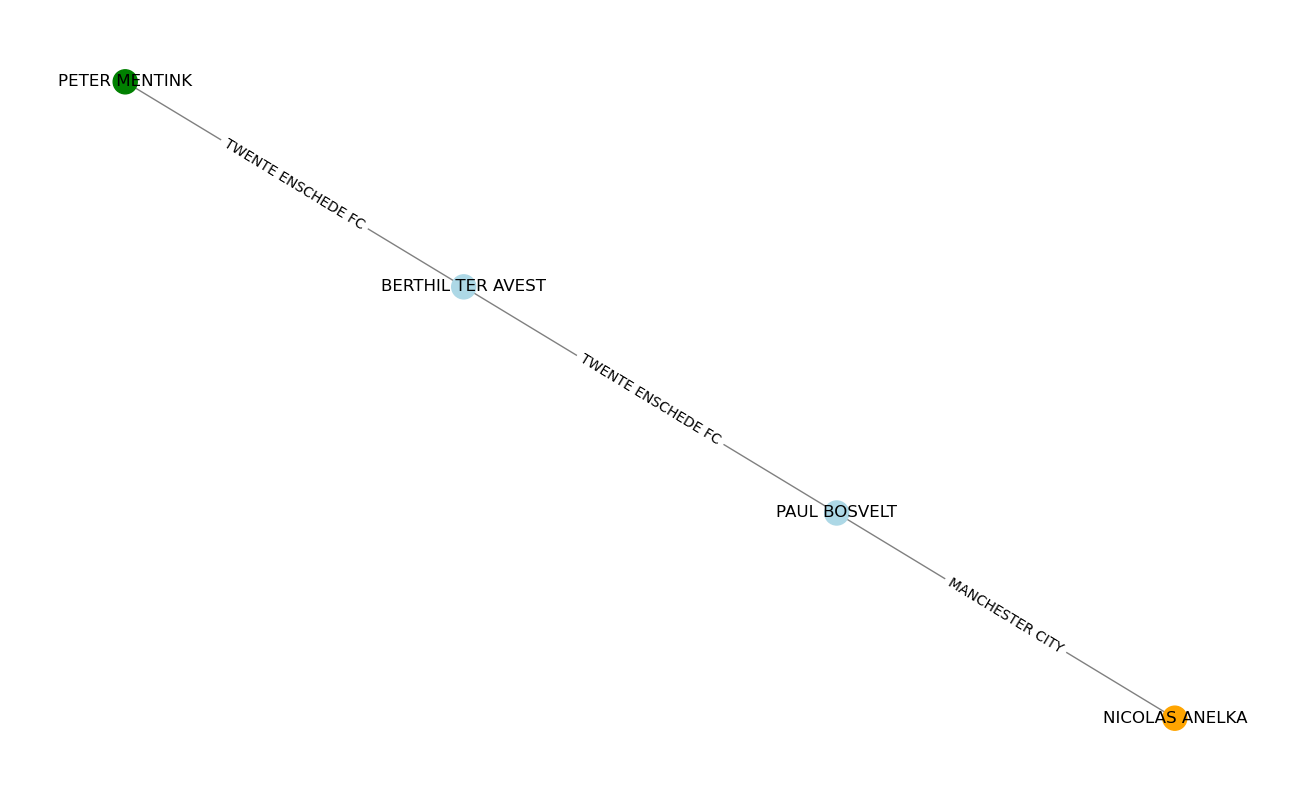 PETER MENTINK
TWENTE ENSCHEDE FC
BERTHIL TER AVEST
TWENTE ENSCHEDE FC
PAUL BOSVELT
MANCHESTER CITY
NICOLAS ANELKA